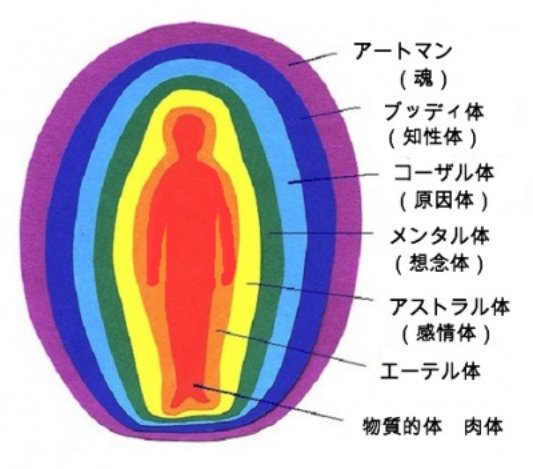 アートマン
(魂)
ブッディ体
(知性体)
コーザル体
(原因体)
メンタル体
(想念体)
アストラル体
(感情体)
エーテル体
物質的体 肉体